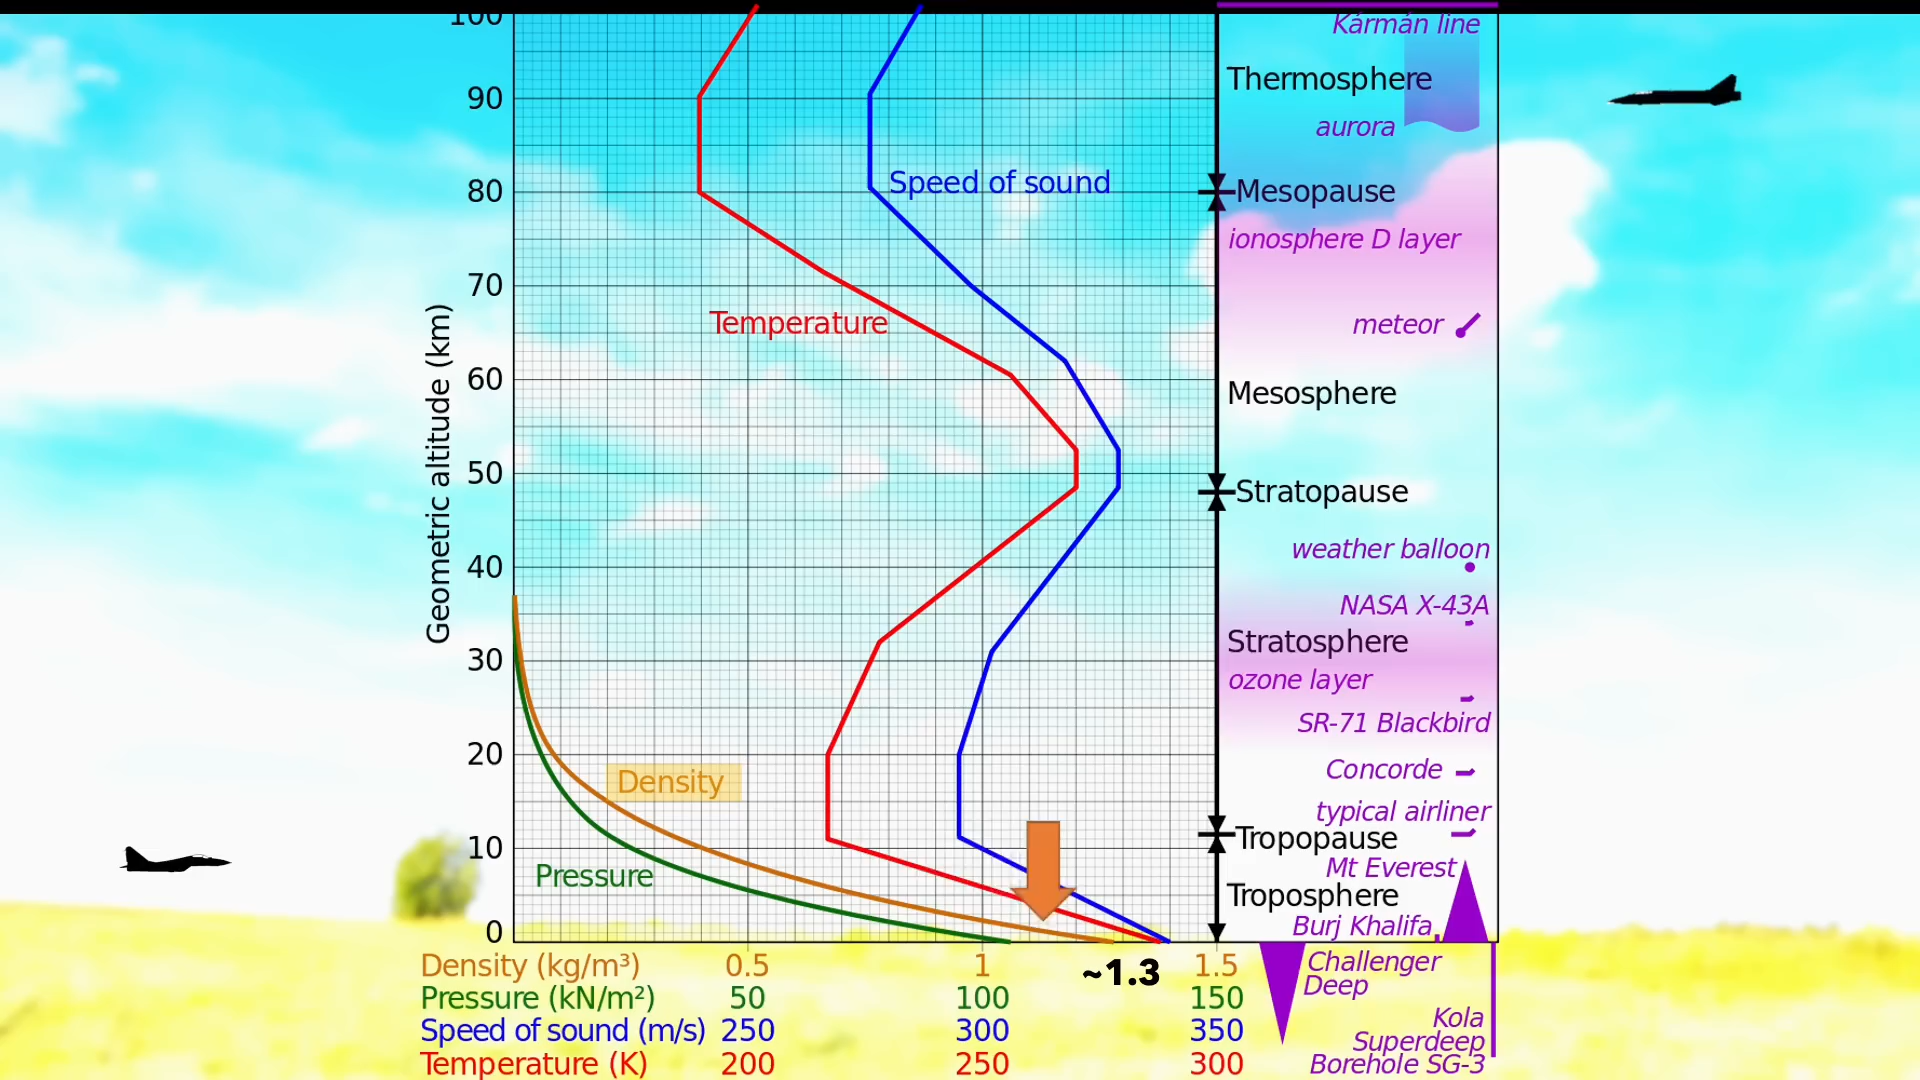 100
Kármán line
Thermosphere
90
aurora
Speed of sound
80
Mesopause
ionosphere D layer
70
Temperature
meteor
60
Mesosphere
50
Stratopause
Geometric altitude (km)
weather balloon
40
NASA X-43A
Stratosphere
30
ozone layer
SR-71 Blackbird
20
Concorde
Density
typical airliner
10
Tropopause
Mt Everest
Pressure
Troposphere
Burj Khalifa
0
Density (kg/m³) 0.5 1 ~1.3 1.5
Challenger
Deep
Pressure (kN/m²) 50 100 150
Speed of sound (m/s) 250 300 350
Kola
Superdeep
Borehole SG-3
Temperature (K) 200 250 300